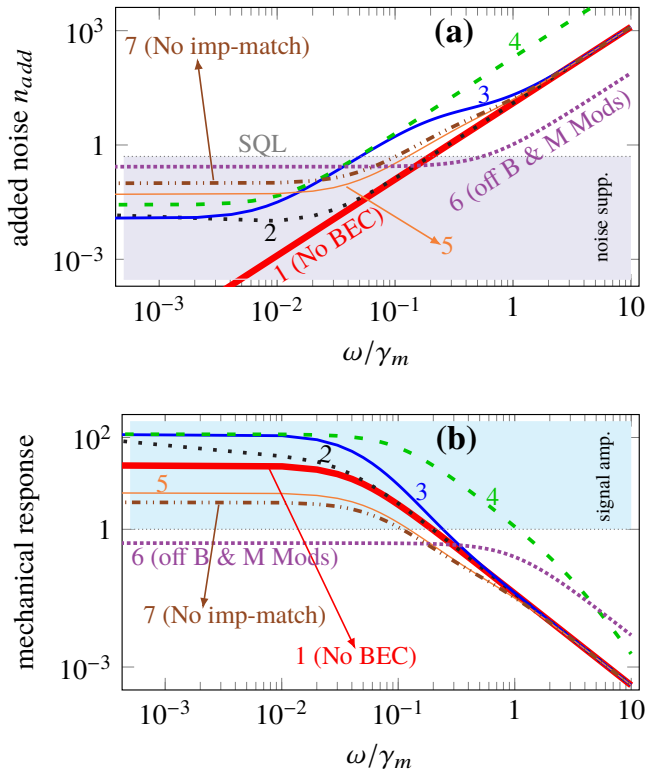 (a)
added noise n_add
10³
10
10⁻¹
10⁻³
7 (No imp-match)
4
3
SQL
6 (off B & M Mods)
2
1 (No BEC)
5
noise supp.
10⁻³
10⁻²
10⁻¹
1
10
ω/γ_m
(b)
mechanical response
10²
1
10⁻³
2
3
4
5
signal amp.
6 (off B & M Mods)
7 (No imp-match)
1 (No BEC)
10⁻³
10⁻²
10⁻¹
1
10
ω/γ_m